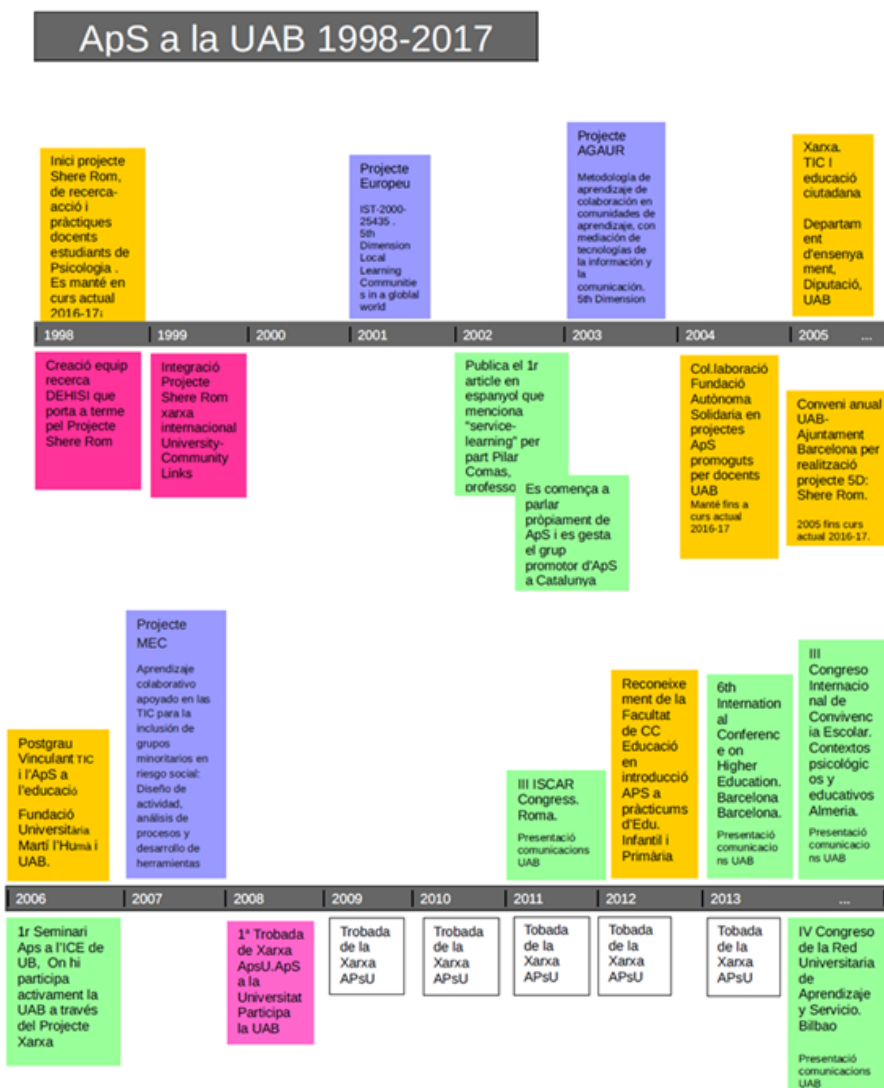 ApS a la UAB 1998-2017
Inici projecte
Shere Rom,
de recerca-
acció i
pràctiques
docents
estudiants de
Psicologia .
Es manté en
curs actual
2016-17¡
Projecte
Europeu
IST-2000-
25435 .
5th
Dimension
Local
Learning
Communitie
s in a globlal
world
Projecte
AGAUR
Metodología de
aprendizaje de
colaboración en
comunidades de
aprendizaje, con
mediación de
tecnologías de
la información y
la
comunicación.
5th Dimension
Xarxa.
TIC I
educació
ciutadana
Departam
ent
d'ensenya
ment,
Diputació,
UAB
1998 1999 2000 2001 2002 2003 2004 2005 ...
Creació equip
recerca
DEHISI que
porta a terme
pel Projecte
Shere Rom
Integració
Projecte
Shere Rom
xarxa
internacional
University-
Community
Links
Publica el 1r
article en
espanyol que
menciona
"service-
learning" per
part Pilar
Comas,
professo
Es comença a
parlar
pròpiament de
ApS i es gesta
el grup
promotor d'ApS
a Catalunya
Col.laboració
Fundació
Autònoma
Solidaria en
projectes
ApS
promoguts
per docents
UAB
Manté fins a
curs actual
2016-17
Conveni anual
UAB-
Ajuntament
Barcelona per
realització
projecte 5D:
Shere Rom.
2005 fins curs
actual 2016-17.
Postgrau
Vinculant TIC
i l'ApS a
l'educació
Fundació
Universitària
Martí l'Humà i
UAB.
Projecte
MEC
Aprendizaje
colaborativo
apoyado en las
TIC para la
inclusión de
grupos
minoritarios en
riesgo social:
Diseño de
actividad,
análisis de
procesos y
desarrollo de
herramientas
III ISCAR
Congress.
Roma.
Presentació
comunicacions
UAB
Reconeixe
ment de la
Facultat
de CC
Educació
en
introducció
APS a
pràcticums
d'Edu.
Infantil i
Primària
6th
Internation
al
Conferenc
e on
Higher
Education.
Barcelona
Barcelona.
Presentació
comunicacio
ns UAB
III
Congreso
Internacio
nal de
Convivenc
ia Escolar.
Contextos
psicológic
os y
educativos
Almeria.
Presentació
comunicacio
ns UAB
2006 2007 2008 2009 2010 2011 2012 2013 ...
1r Seminari
Aps a l'ICE de
UB, On hi
participa
activament la
UAB a través
del Projecte
Xarxa
1ª Trobada
de Xarxa
ApsU.ApS
a la
Universitat
Participa
la UAB
Trobada
de la
Xarxa
APsU
Trobada
de la
Xarxa
APsU
Tobada
de la
Xarxa
APsU
Tobada
de la
Xarxa
APsU
Tobada
de la
Xarxa
APsU
IV Congreso
de la Red
Universitaria
de
Aprendizaje
y Servicio.
Bilbao
Presentació
comunicacions
UAB